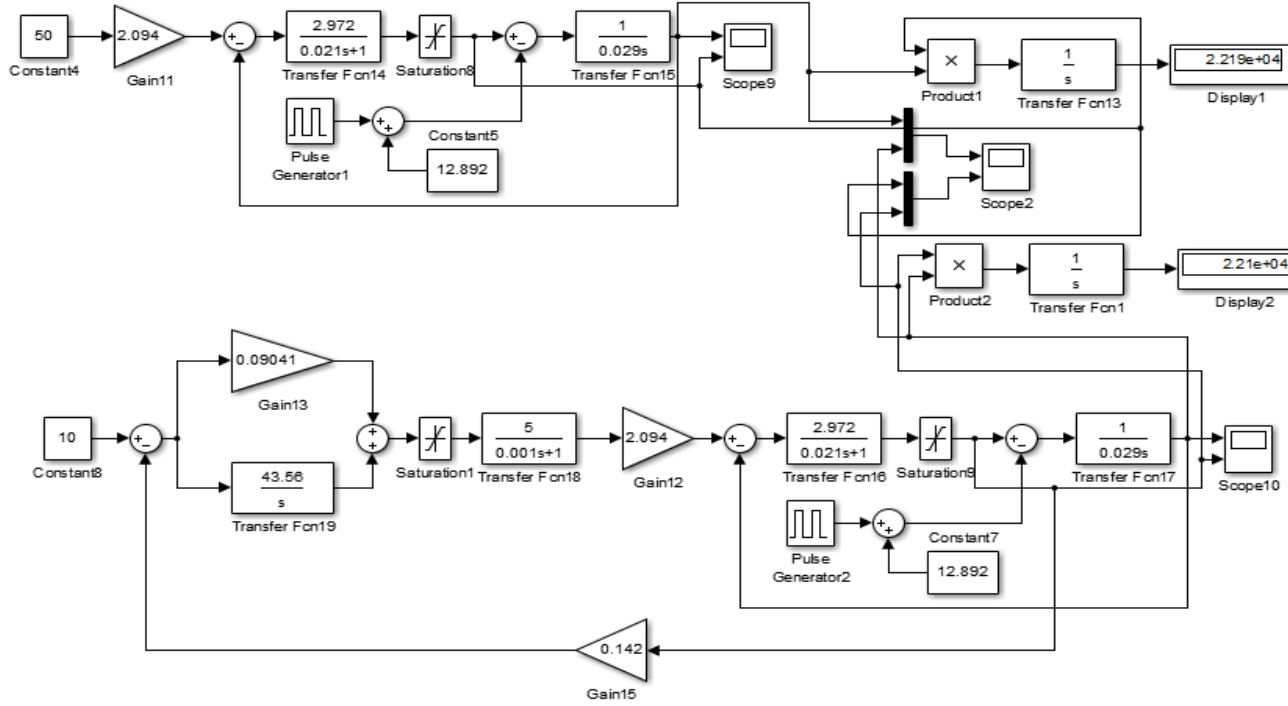 50
Constant4
2.094
Gain11
2.972
0.021s+1
Transfer Fcn14
Saturation8
1
0.029s
Transfer Fcn15
Scope9
Product1
1
s
Transfer Fcn13
2.219e+04
Display1
Pulse
Generator1
Constant5
12.892
Scope2
Product2
1
s
Transfer Fcn1
2.21e+04
Display2
10
Constant8
0.09041
Gain13
43.56
s
Transfer Fcn19
Saturation1
5
0.001s+1
Transfer Fcn18
2.094
Gain12
2.972
0.021s+1
Transfer Fcn16
Saturation9
1
0.029s
Transfer Fcn17
Scope10
Pulse
Generator2
Constant7
12.892
0.142
Gain15